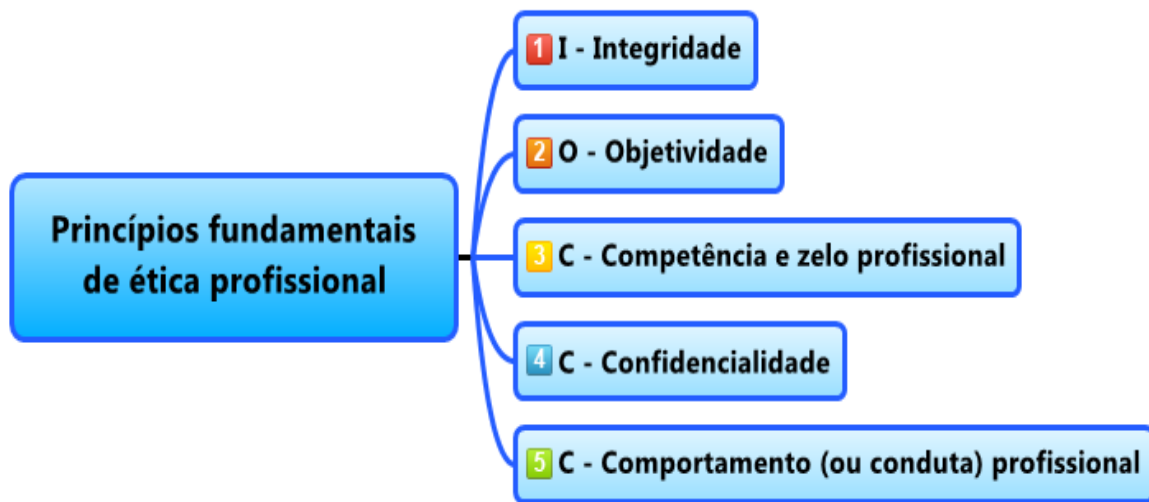 Princípios fundamentais
de ética profissional
1 I - Integridade
2 O - Objetividade
3 C - Competência e zelo profissional
4 C - Confidencialidade
5 C - Comportamento (ou conduta) profissional